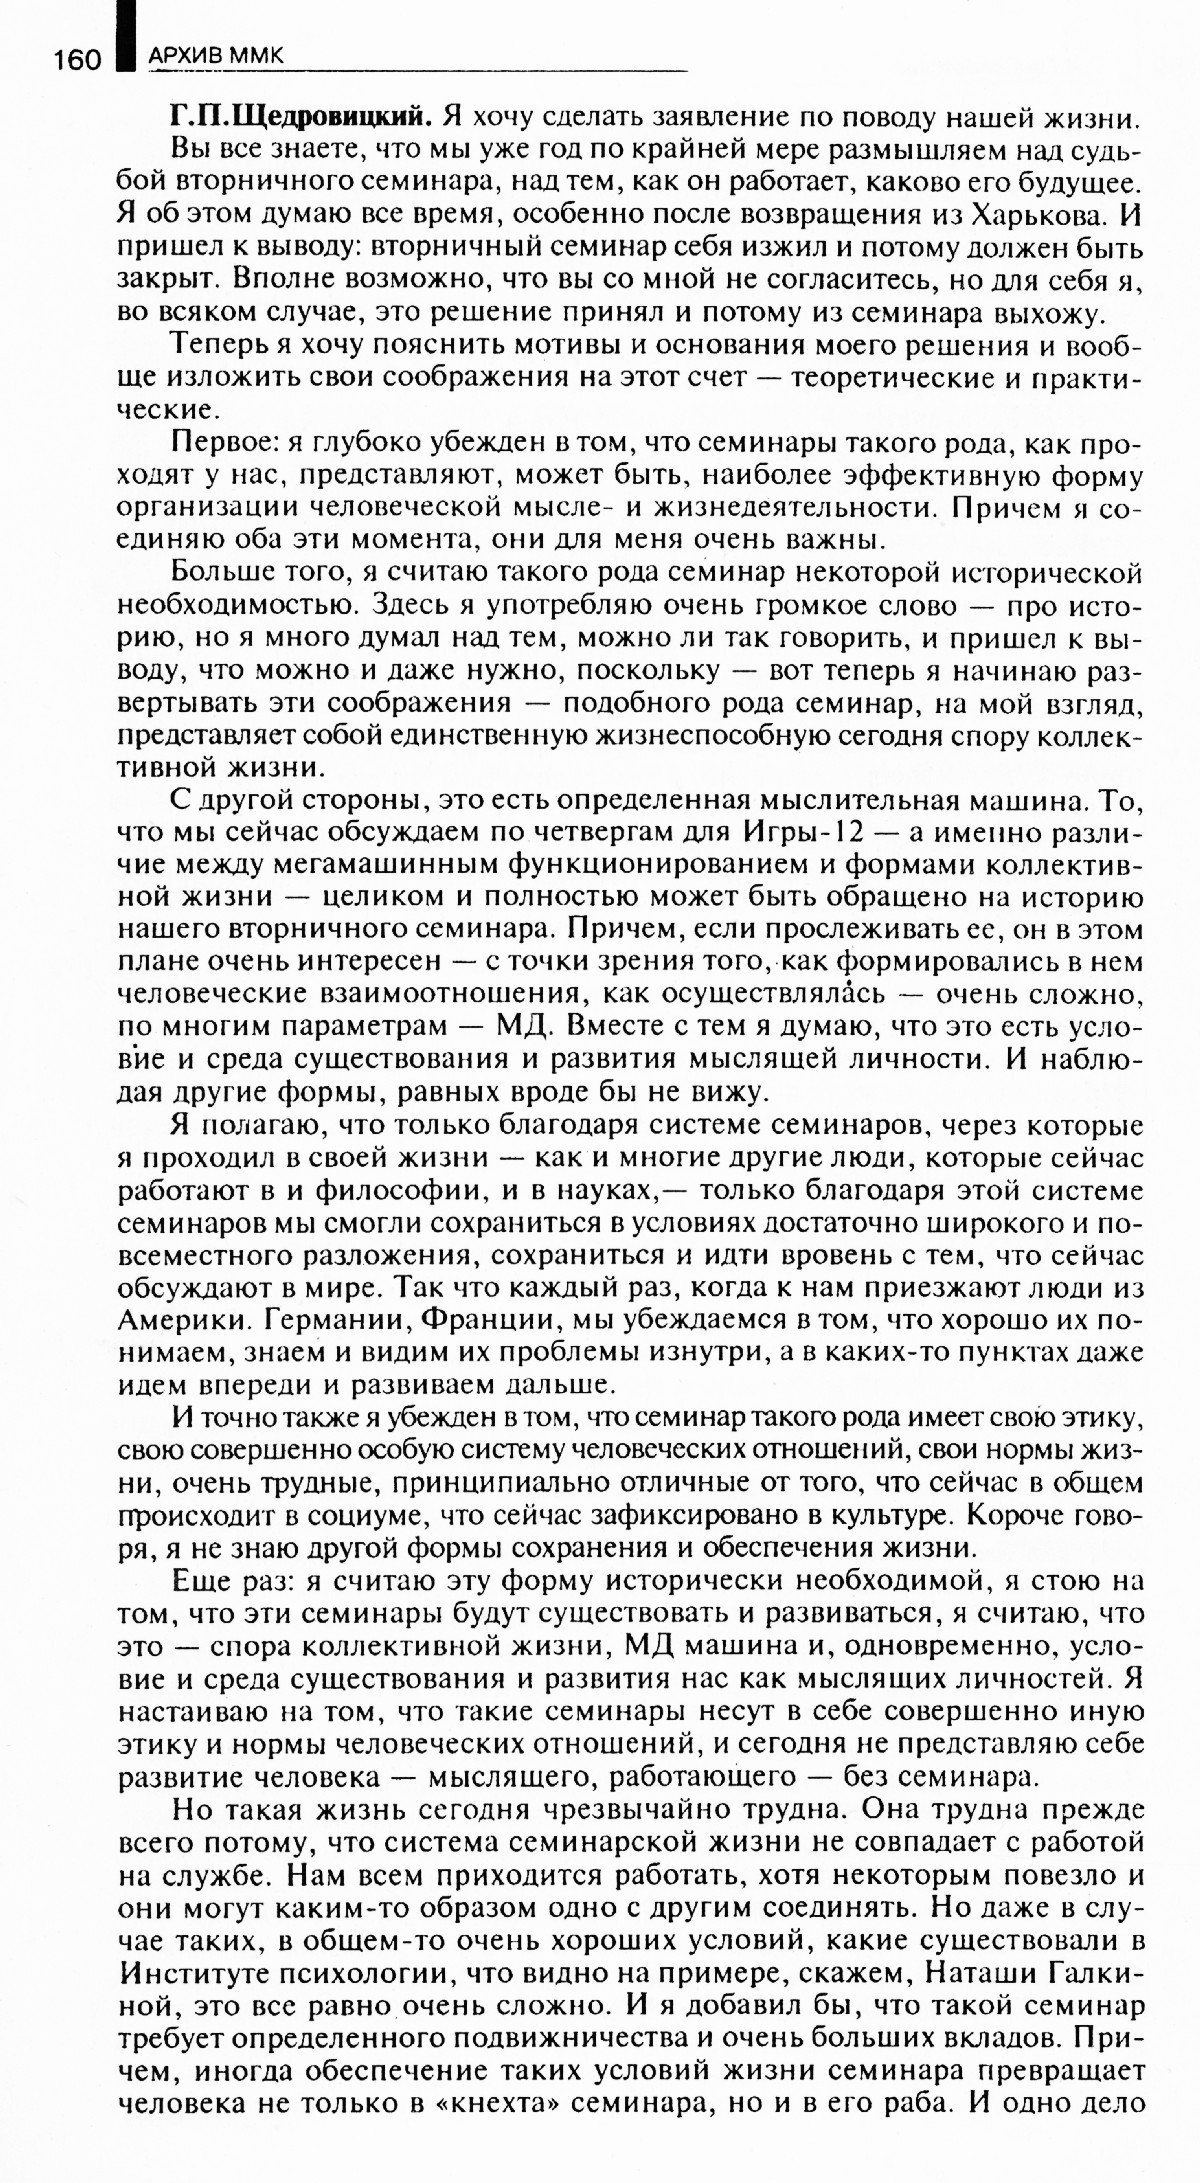 160 АРХИВ ММК
Г.П.Щедровицкий. Я хочу сделать заявление по поводу нашей жизни.
Вы все знаете, что мы уже год по крайней мере размышляем над судь-
бой вторничного семинара, над тем, как он работает, каково его будущее.
Я об этом думаю все время, особенно после возвращения из Харькова. И
пришел к выводу: вторничный семинар себя изжил и потому должен быть
закрыт. Вполне возможно, что вы со мной не согласитесь, но для себя я,
во всяком случае, это решение принял и потому из семинара выхожу.
Теперь я хочу пояснить мотивы и основания моего решения и вооб-
ще изложить свои соображения на этот счет — теоретические и практи-
ческие.
Первое: я глубоко убежден в том, что семинары такого рода, как про-
ходят у нас, представляют, может быть, наиболее эффективную форму
организации человеческой мысле- и жизнедеятельности. Причем я со-
единяю оба эти момента, они для меня очень важны.
Больше того, я считаю такого рода семинар некоторой исторической
необходимостью. Здесь я употребляю очень громкое слово — про исто-
рию, но я много думал над тем, можно ли так говорить, и пришел к вы-
воду, что можно и даже нужно, поскольку — вот теперь я начинаю раз-
вертывать эти соображения — подобного рода семинар, на мой взгляд,
представляет собой единственную жизнеспособную сегодня спору коллек-
тивной жизни.
С другой стороны, это есть определенная мыслительная машина. То,
что мы сейчас обсуждаем по четвергам для Игры-12 — а именно разли-
чие между мегамашинным функционированием и формами коллектив-
ной жизни — целиком и полностью может быть обращено на историю
нашего вторничного семинара. Причем, если прослеживать ее, он в этом
плане очень интересен — с точки зрения того, как формировались в нем
человеческие взаимоотношения, как осуществлялась — очень сложно,
по многим параметрам — МД. Вместе с тем я думаю, что это есть усло-
вие и среда существования и развития мыслящей личности. И наблю-
дая другие формы, равных вроде бы не вижу.
Я полагаю, что только благодаря системе семинаров, через которые
я проходил в своей жизни — как и многие другие люди, которые сейчас
работают в и философии, и в науках,— только благодаря этой системе
семинаров мы смогли сохраниться в условиях достаточно широкого и по-
всеместного разложения, сохраниться и идти вровень с тем, что сейчас
обсуждают в мире. Так что каждый раз, когда к нам приезжают люди из
Америки. Германии, Франции, мы убеждаемся в том, что хорошо их по-
нимаем, знаем и видим их проблемы изнутри, а в каких-то пунктах даже
идем впереди и развиваем дальше.
И точно также я убежден в том, что семинар такого рода имеет свою этику,
свою совершенно особую систему человеческих отношений, свои нормы жиз-
ни, очень трудные, принципиально отличные от того, что сейчас в общем
происходит в социуме, что сейчас зафиксировано в культуре. Короче гово-
ря, я не знаю другой формы сохранения и обеспечения жизни.
Еще раз: я считаю эту форму исторически необходимой, я стою на
том, что эти семинары будут существовать и развиваться, я считаю, что
это — спора коллективной жизни, МД машина и, одновременно, усло-
вие и среда существования и развития нас как мыслящих личностей. Я
настаиваю на том, что такие семинары несут в себе совершенно иную
этику и нормы человеческих отношений, и сегодня не представляю себе
развитие человека — мыслящего, работающего — без семинара.
Но такая жизнь сегодня чрезвычайно трудна. Она трудна прежде
всего потому, что система семинарской жизни не совпадает с работой
на службе. Нам всем приходится работать, хотя некоторым повезло и
они могут каким-то образом одно с другим соединять. Но даже в слу-
чае таких, в общем-то очень хороших условий, какие существовали в
Институте психологии, что видно на примере, скажем, Наташи Галки-
ной, это все равно очень сложно. И я добавил бы, что такой семинар
требует определенного подвижничества и очень больших вкладов. При-
чем, иногда обеспечение таких условий жизни семинара превращает
человека не только в «кнехта» семинара, но и в его раба. И одно дело